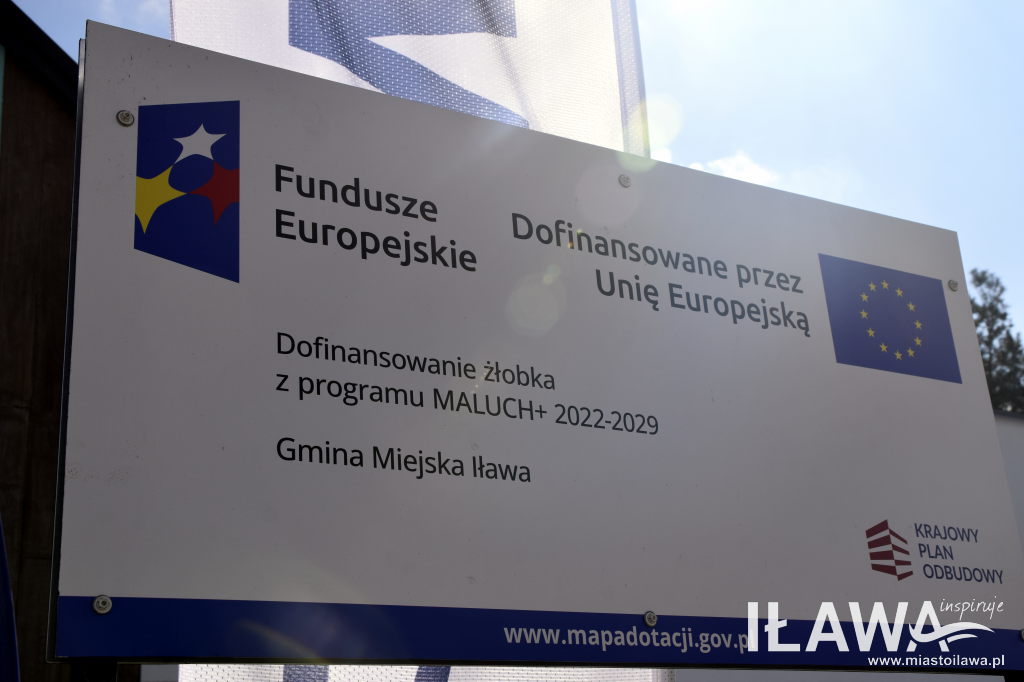 Fundusze
Europejskie
Dofinansowane przez
Unię Europejską
Dofinansowanie żłobka
z programu MALUCH+ 2022-2029
Gmina Miejska Iława
KRAJOWY
PLAN
ODBUDOWY
www.mapadotacji.gov.p
IŁAWA inspiruje
www.miastoilawa.pl